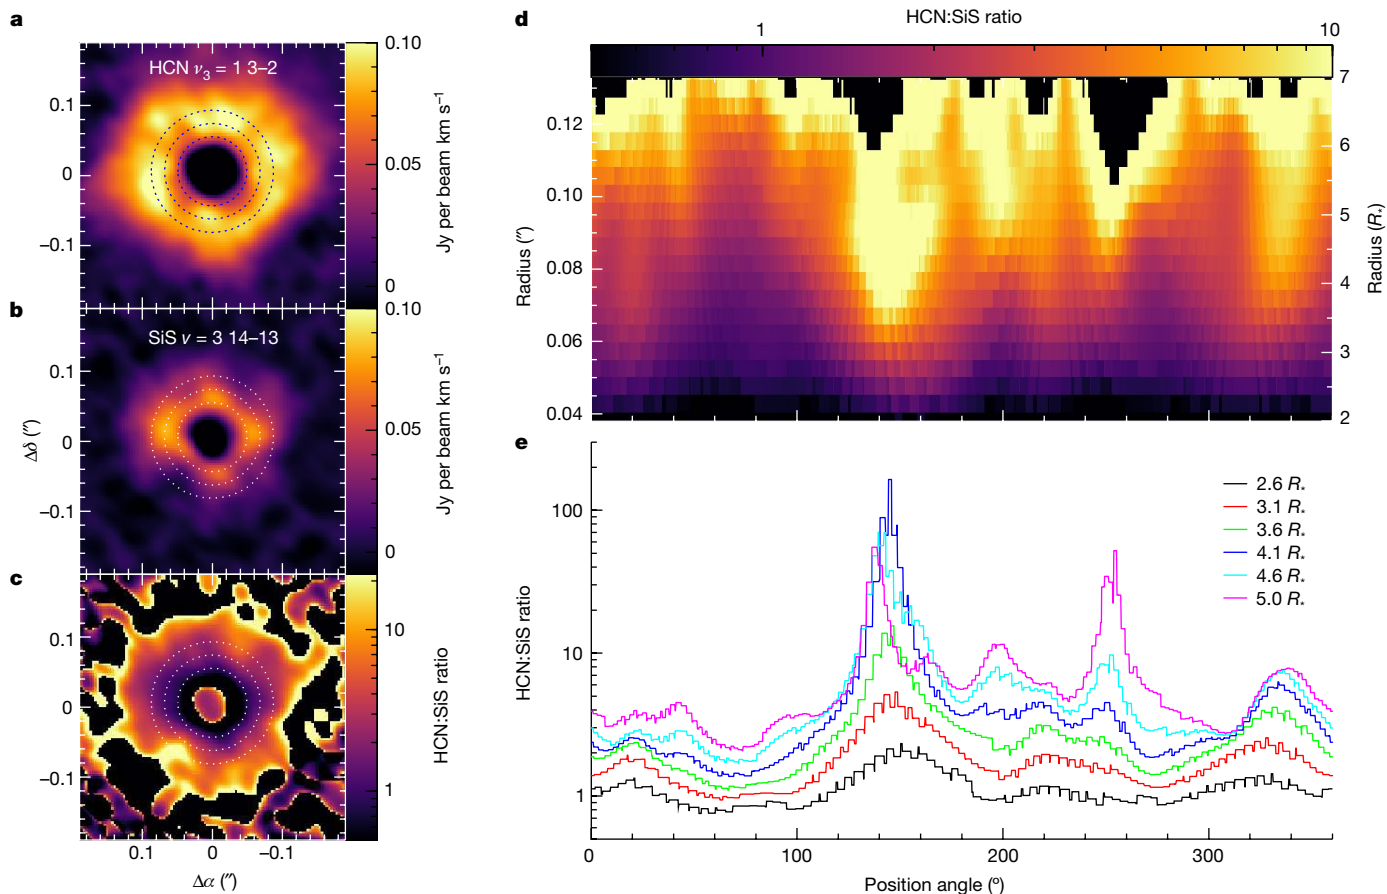 a
HCN ν3 = 1 3–2
0.10
0.05
0
Jy per beam km s−1
0.1
0
−0.1
b
SiS v = 3 14–13
0.10
0.05
0
Jy per beam km s−1
0.1
0
−0.1
Δδ (″)
c
10
1
HCN:SiS ratio
0.1
0
−0.1
0.1 0 −0.1
Δα (″)
d
HCN:SiS ratio
1 10
0.12
0.10
0.08
0.06
0.04
Radius (″)
7
6
5
4
3
2
Radius (R*)
e
100
10
1
HCN:SiS ratio
2.6 R*
3.1 R*
3.6 R*
4.1 R*
4.6 R*
5.0 R*
0 100 200 300
Position angle (°)